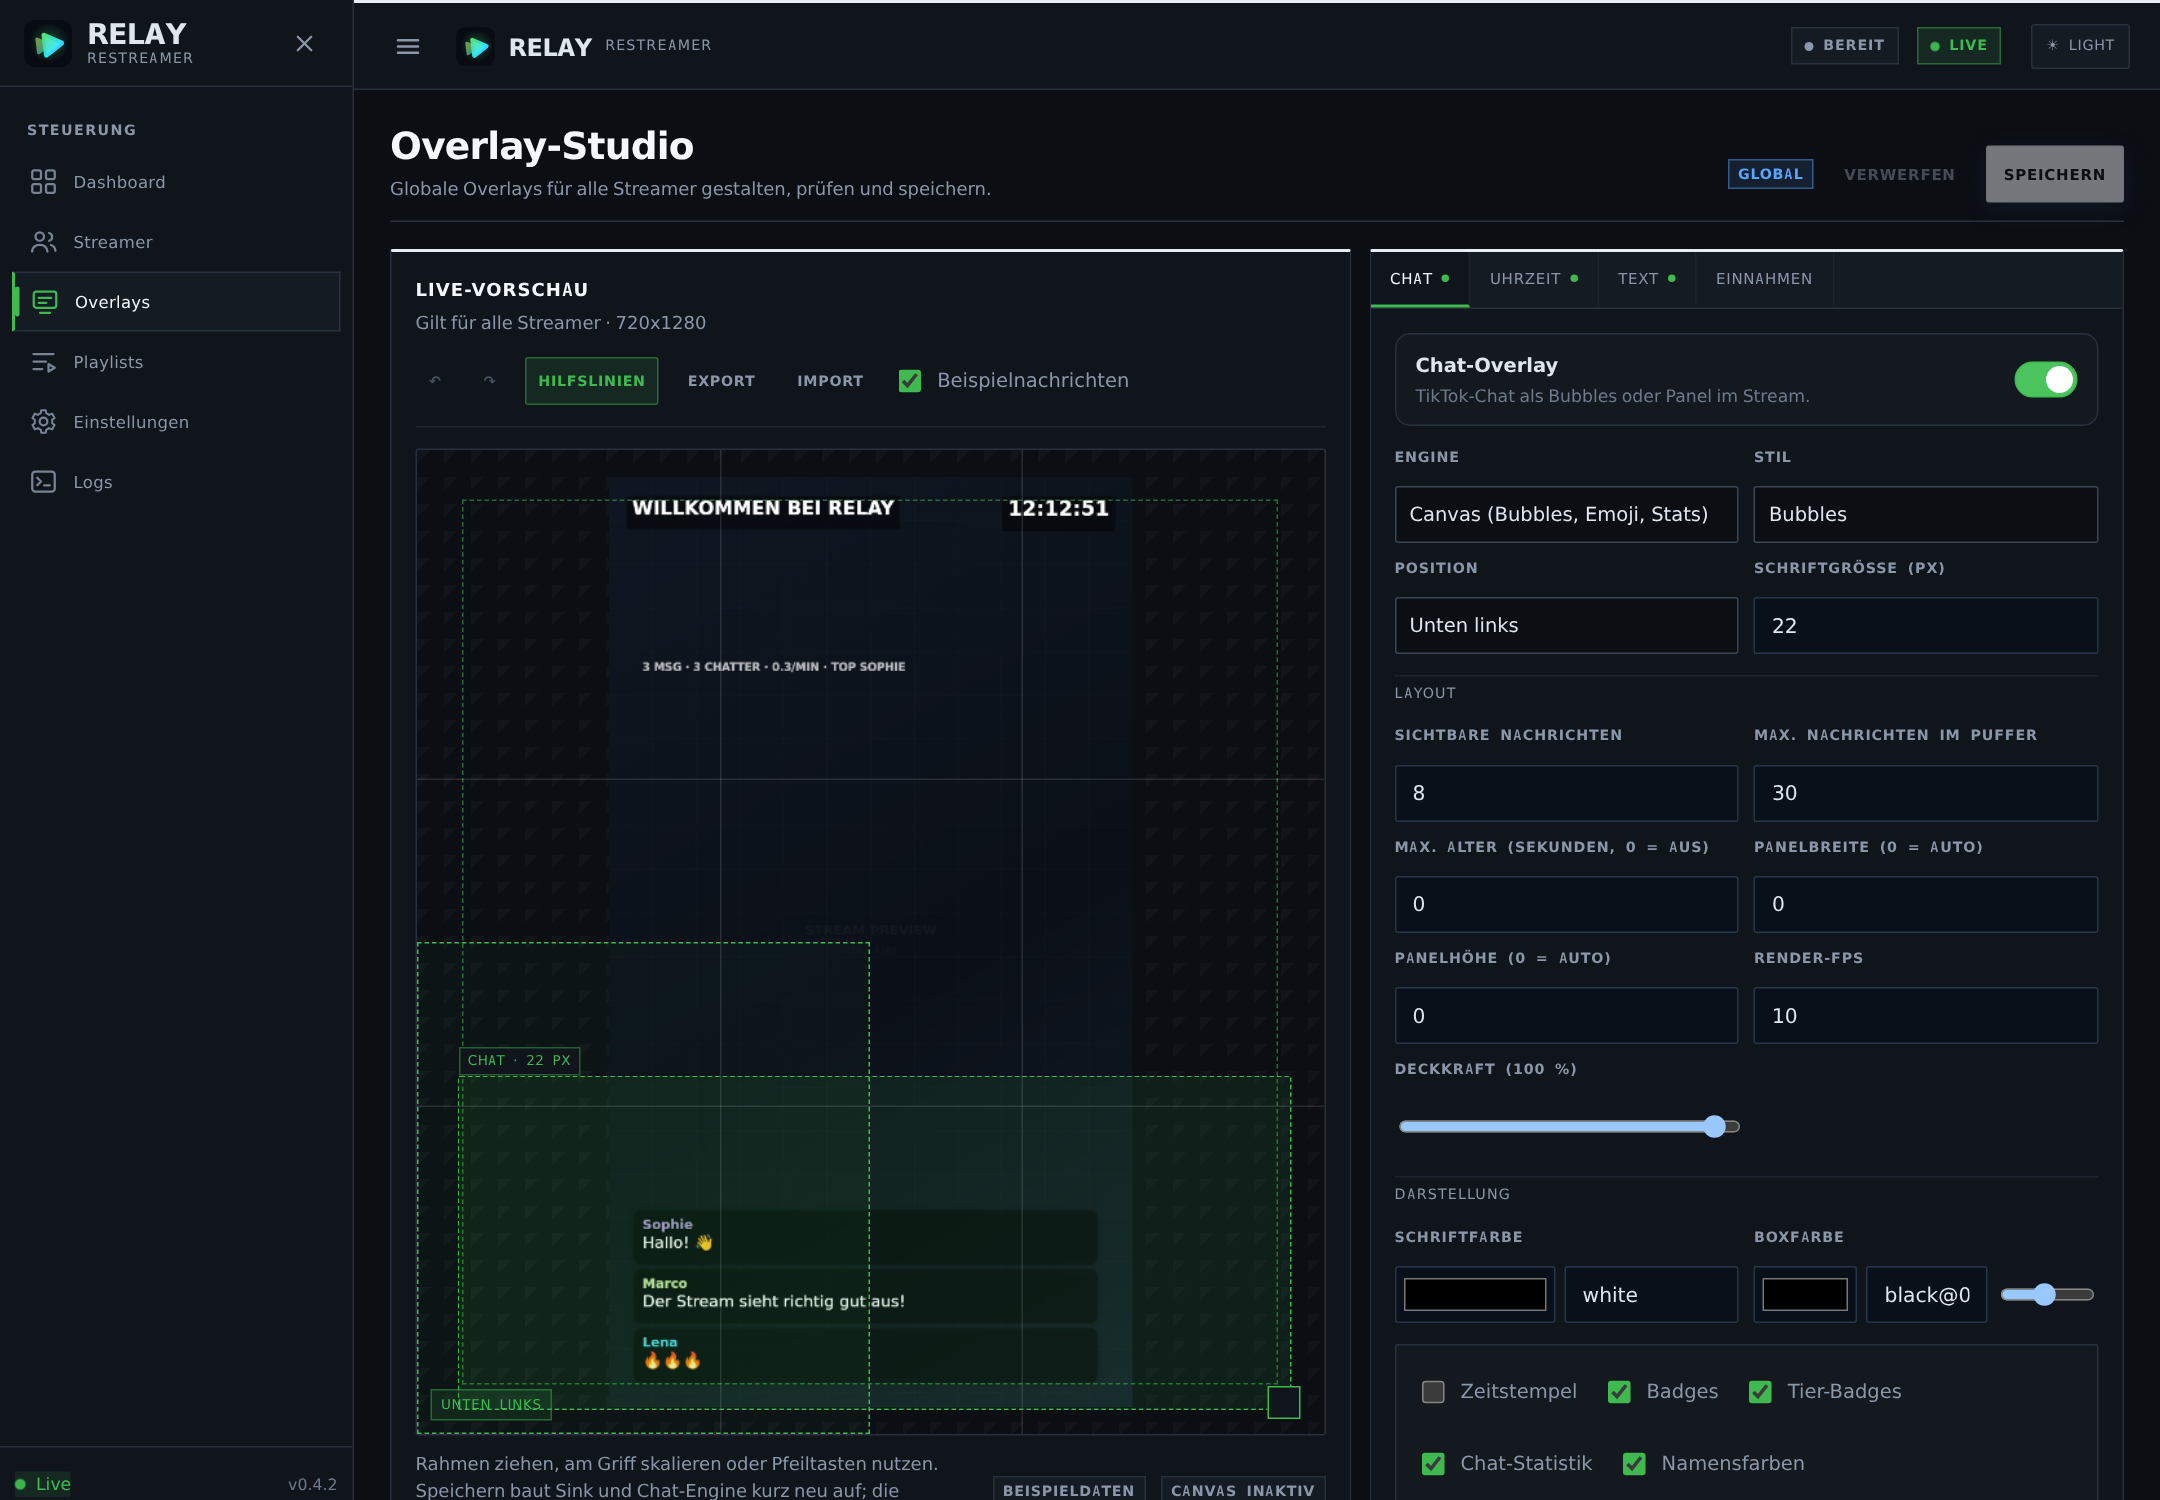 RELAY
RESTREAMER
STEUERUNG
Dashboard
Streamer
Overlays
Playlists
Einstellungen
Logs
Live
v0.4.2
RELAY RESTREAMER
BEREIT
LIVE
LIGHT
Overlay-Studio
Globale Overlays für alle Streamer gestalten, prüfen und speichern.
GLOBAL
VERWERFEN
SPEICHERN
LIVE-VORSCHAU
Gilt für alle Streamer · 720x1280
HILFSLINIEN
EXPORT
IMPORT
Beispielnachrichten
WILLKOMMEN BEI RELAY
12:12:51
3 MSG · 3 CHATTER · 0.3/MIN · TOP SOPHIE
STREAM PREVIEW
CHAT · 22 PX
Sophie
Hallo! 👋
Marco
Der Stream sieht richtig gut aus!
Lena
🔥🔥🔥
UNTEN LINKS
Rahmen ziehen, am Griff skalieren oder Pfeiltasten nutzen.
Speichern baut Sink und Chat-Engine kurz neu auf; die
BEISPIELDATEN
CANVAS INAKTIV
CHAT
UHRZEIT
TEXT
EINNAHMEN
Chat-Overlay
TikTok-Chat als Bubbles oder Panel im Stream.
ENGINE
STIL
Canvas (Bubbles, Emoji, Stats)
Bubbles
POSITION
SCHRIFTGRÖSSE (PX)
Unten links
22
LAYOUT
SICHTBARE NACHRICHTEN
MAX. NACHRICHTEN IM PUFFER
8
30
MAX. ALTER (SEKUNDEN, 0 = AUS)
PANELBREITE (0 = AUTO)
0
0
PANELHÖHE (0 = AUTO)
RENDER-FPS
0
10
DECKKRAFT (100 %)
DARSTELLUNG
SCHRIFTFARBE
BOXFARBE
white
black@0
Zeitstempel
Badges
Tier-Badges
Chat-Statistik
Namensfarben